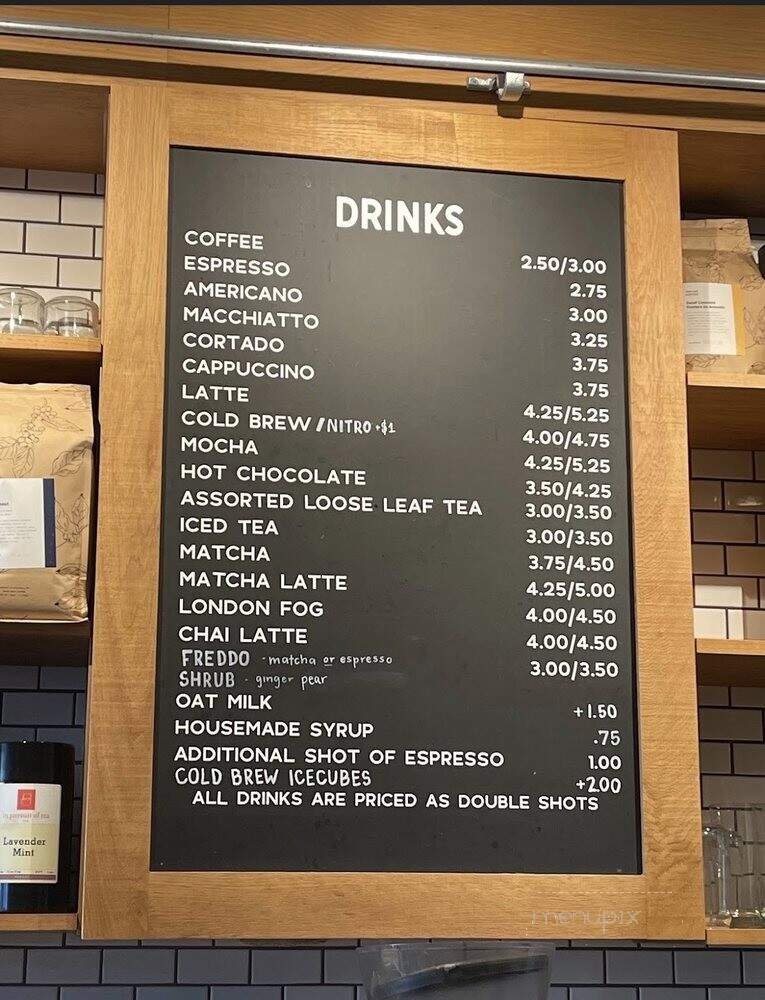 DRINKS
COFFEE 2.50/3.00
ESPRESSO 2.75
AMERICANO 3.00
MACCHIATTO 3.25
CORTADO 3.75
CAPPUCCINO 3.75
LATTE 4.25/5.25
COLD BREW /NITRO +$1 4.00/4.75
MOCHA 4.25/5.25
HOT CHOCOLATE 3.50/4.25
ASSORTED LOOSE LEAF TEA 3.00/3.50
ICED TEA 3.00/3.50
MATCHA 3.75/4.50
MATCHA LATTE 4.25/5.00
LONDON FOG 4.00/4.50
CHAI LATTE 4.00/4.50
FREDDO - matcha or espresso 3.00/3.50
SHRUB - ginger pear
OAT MILK +1.50
HOUSEMADE SYRUP .75
ADDITIONAL SHOT OF ESPRESSO 1.00
COLD BREW ICECUBES +2.00
ALL DRINKS ARE PRICED AS DOUBLE SHOTS
in pursuit of tea
Lavender
Mint
menupix